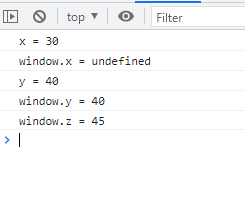 top
Filter
x = 30
window.x = undefined
y = 40
window.y = 40
window.z = 45